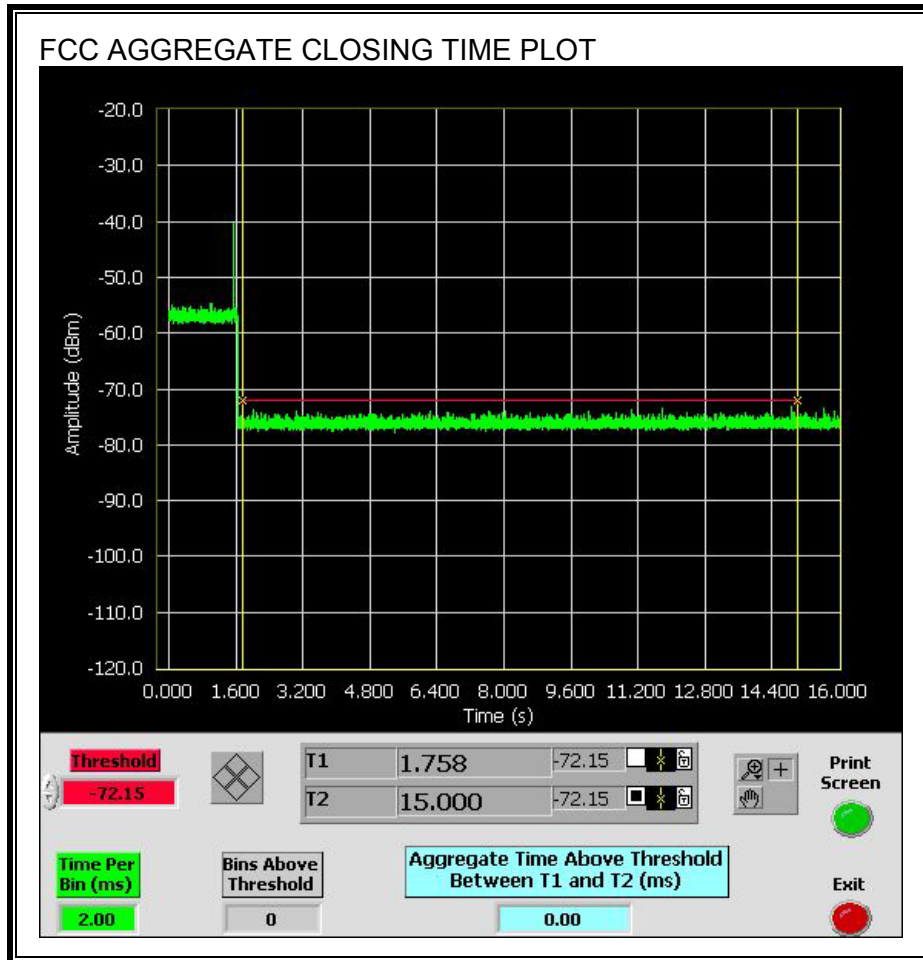 FCC AGGREGATE CLOSING TIME PLOT
-20.0
-30.0
-40.0
-50.0
-60.0
-70.0
-80.0
-90.0
-100.0
-110.0
-120.0
Amplitude (dBm)
0.000 1.600 3.200 4.800 6.400 8.000 9.600 11.200 12.800 14.400 16.000
Time (s)
Threshold
-72.15
T1 1.758 -72.15
T2 15.000 -72.15
Print
Screen
Time Per
Bin (ms)
2.00
Bins Above
Threshold
0
Aggregate Time Above Threshold
Between T1 and T2 (ms)
0.00
Exit